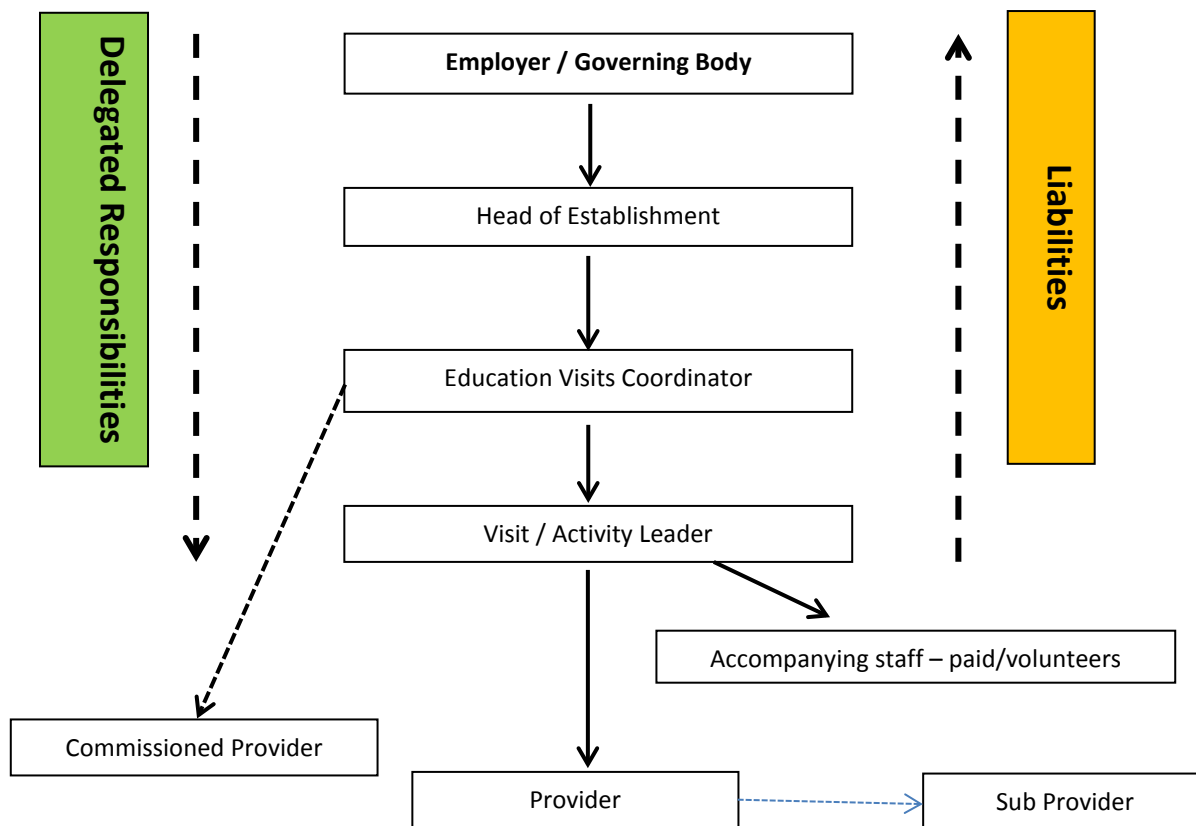 Delegated Responsibilities
Employer / Governing Body
Liabilities
Head of Establishment
Education Visits Coordinator
Visit / Activity Leader
Accompanying staff – paid/volunteers
Commissioned Provider
Provider
Sub Provider